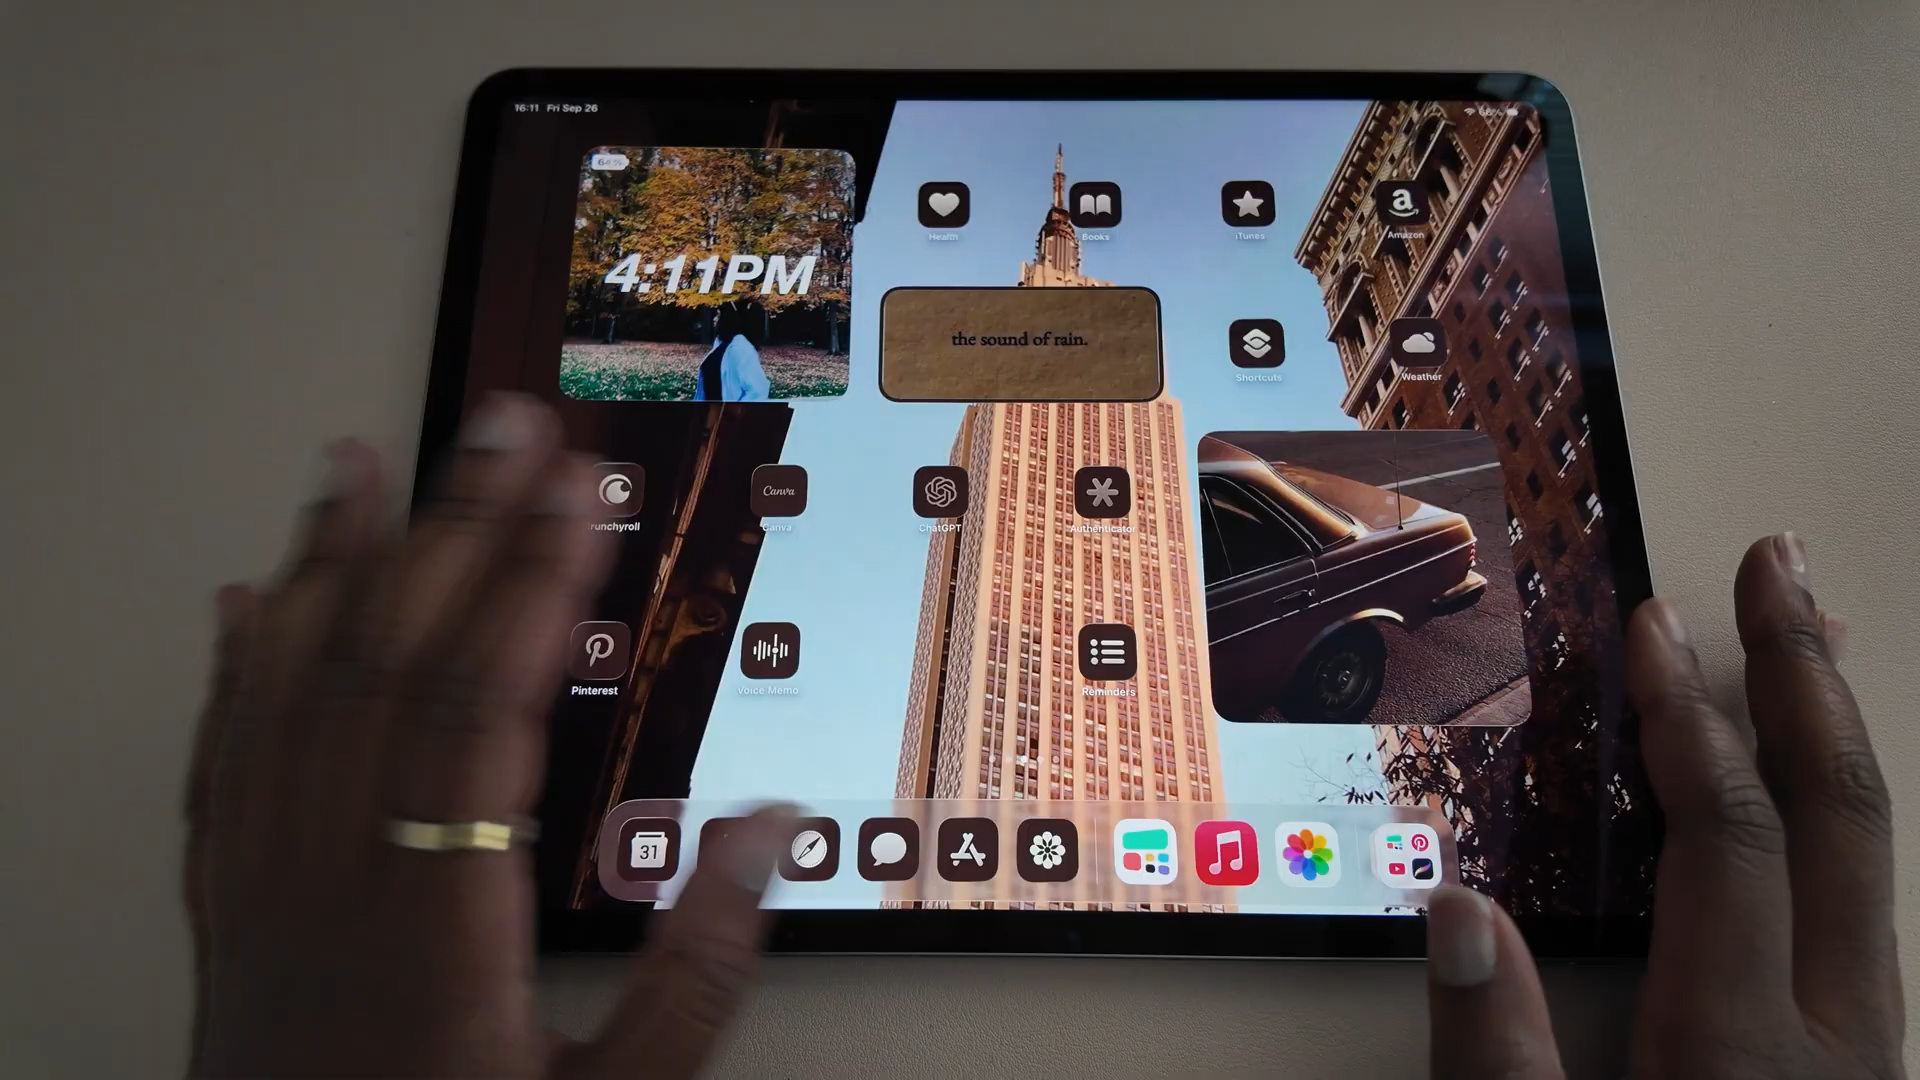 16:11 Fri Sep 26
4:11PM
Health
Books
iTunes
a
Amazon
the sound of rain.
Shortcuts
Weather
runchyroll
Canva
Canva
ChatGPT
Authenticator
Pinterest
Voice Memo
Reminders
31